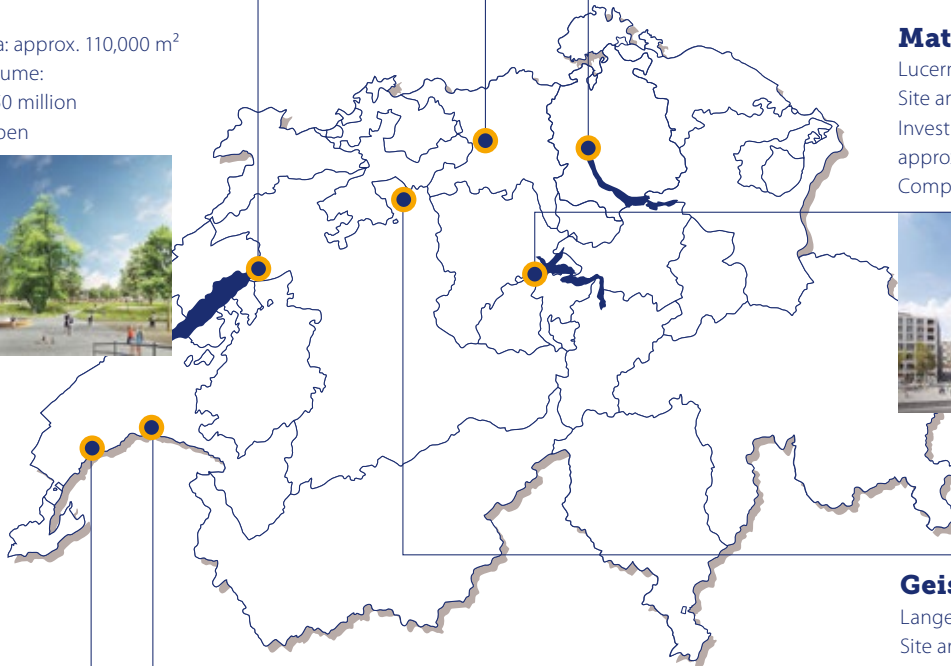 a: approx. 110,000 m²
ume:
0 million
pen
Mat
Lucern
Site ar
Invest
appro
Comp
Geis
Lange
Site ar